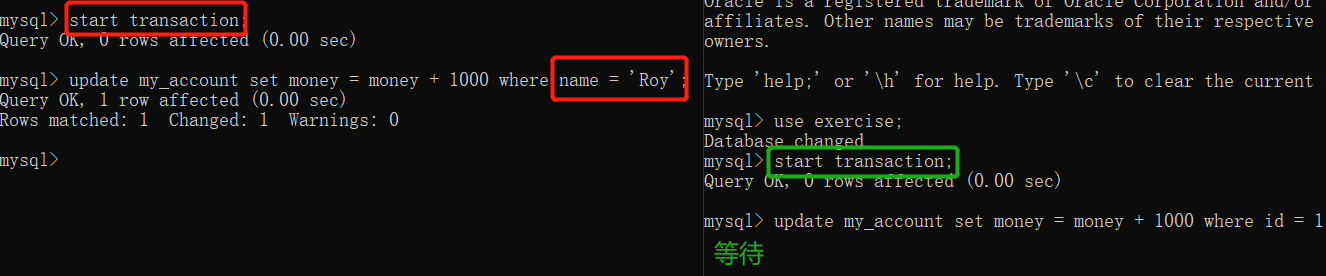 mysql> start transaction;
Query OK, 0 rows affected (0.00 sec)
mysql> update my_account set money = money + 1000 where name = 'Roy';
Query OK, 1 row affected (0.00 sec)
Rows matched: 1  Changed: 1  Warnings: 0
mysql>
Oracle is a registered trademark of Oracle Corporation and/or
affiliates. Other names may be trademarks of their respective
owners.
Type 'help;' or '\h' for help. Type '\c' to clear the current
mysql> use exercise;
Database changed
mysql> start transaction;
Query OK, 0 rows affected (0.00 sec)
mysql> update my_account set money = money + 1000 where id = 1
等待